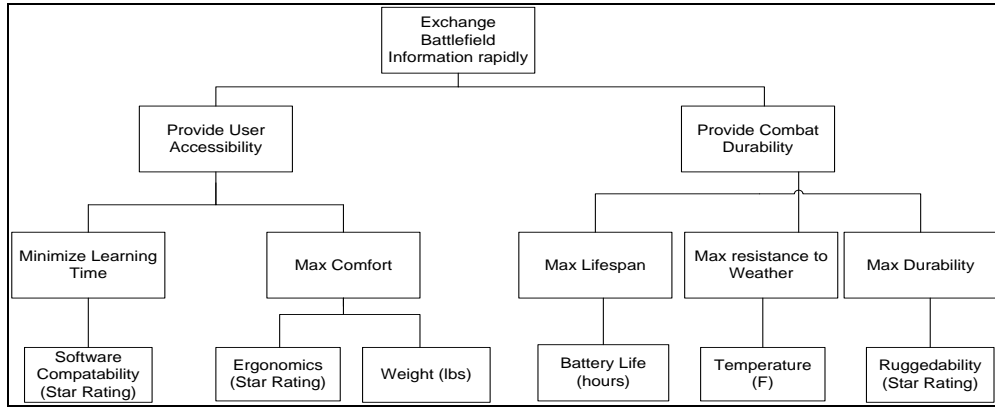 Exchange
Battlefield
Information rapidly
Provide User
Accessibility
Provide Combat
Durability
Minimize Learning
Time
Max Comfort
Max Lifespan
Max resistance to
Weather
Max Durability
Software
Compatability
(Star Rating)
Ergonomics
(Star Rating)
Weight (lbs)
Battery Life
(hours)
Temperature
(F)
Ruggedability
(Star Rating)